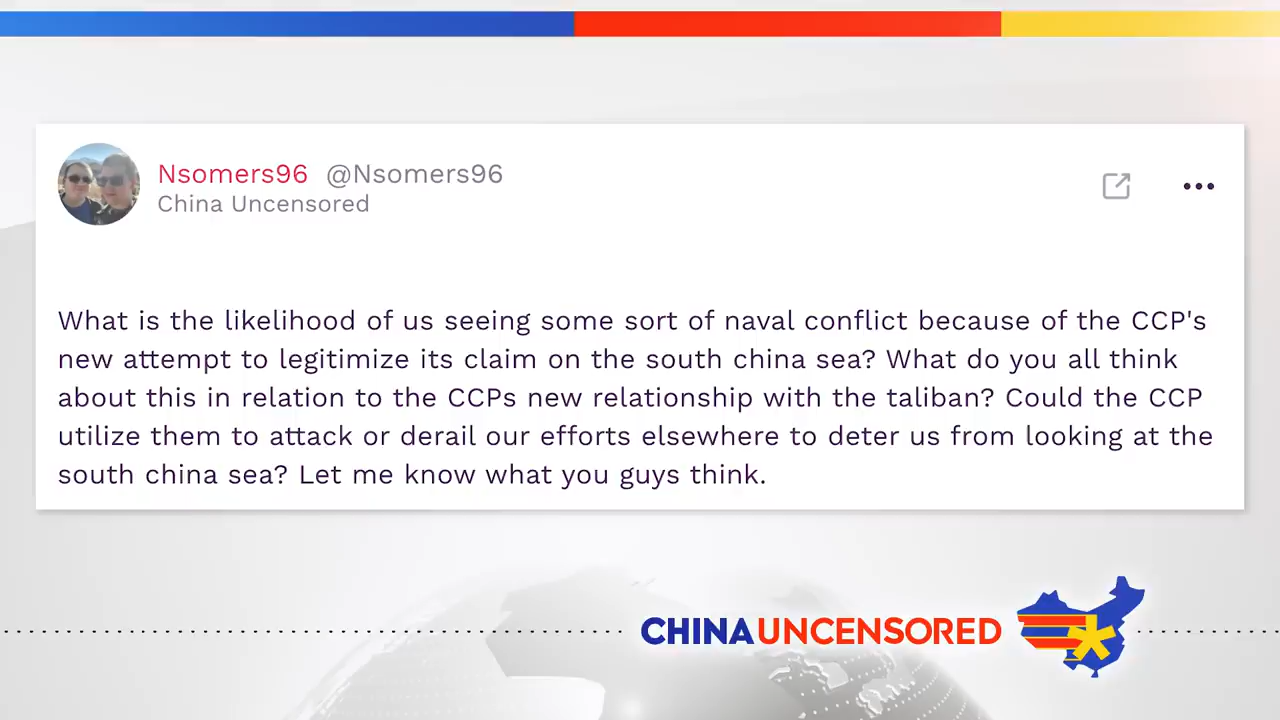 Nsomers96 @Nsomers96
China Uncensored
What is the likelihood of us seeing some sort of naval conflict because of the CCP's
new attempt to legitimize its claim on the south china sea? What do you all think
about this in relation to the CCPs new relationship with the taliban? Could the CCP
utilize them to attack or derail our efforts elsewhere to deter us from looking at the
south china sea? Let me know what you guys think.
CHINAUNCENSORED